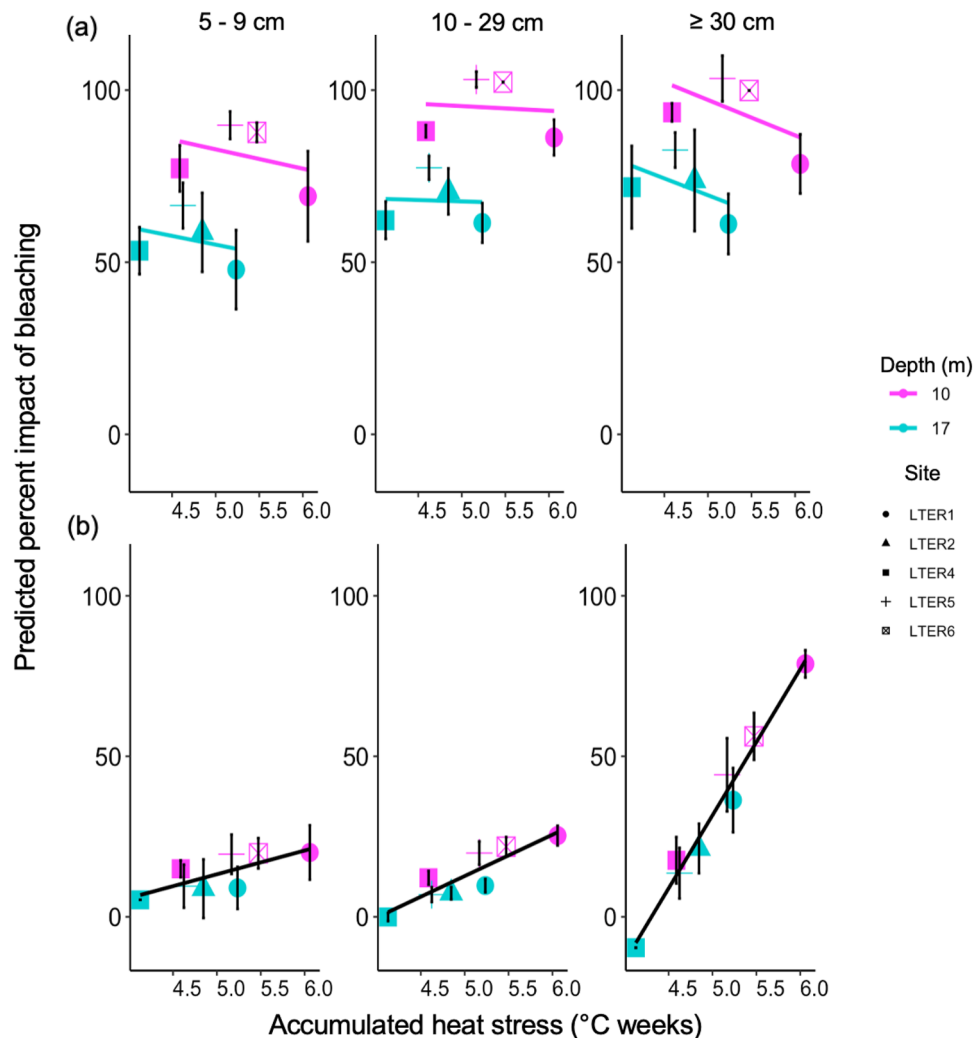 (a)
5 - 9 cm
10 - 29 cm
≥ 30 cm
100
50
0
100
50
0
100
50
0
4.5 5.0 5.5 6.0
4.5 5.0 5.5 6.0
4.5 5.0 5.5 6.0
Predicted percent impact of bleaching
(b)
100
50
0
100
50
0
100
50
0
4.5 5.0 5.5 6.0
4.5 5.0 5.5 6.0
4.5 5.0 5.5 6.0
Accumulated heat stress (°C weeks)
Depth (m)
10
17
Site
LTER1
LTER2
LTER4
LTER5
LTER6